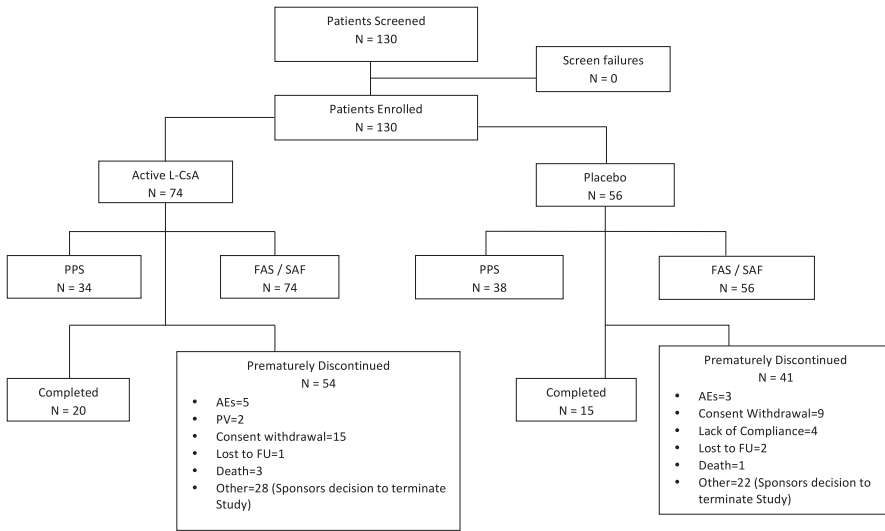 Patients Screened
N = 130
Screen failures
N = 0
Patients Enrolled
N = 130
Active L-CsA
N = 74
Placebo
N = 56
PPS
N = 34
FAS / SAF
N = 74
PPS
N = 38
FAS / SAF
N = 56
Completed
N = 20
Prematurely Discontinued
N = 54
• AEs=5
• PV=2
• Consent withdrawal=15
• Lost to FU=1
• Death=3
• Other=28 (Sponsors decision to
terminate Study)
Completed
N = 15
Prematurely Discontinued
N = 41
• AEs=3
• Consent Withdrawal=9
• Lack of Compliance=4
• Lost to FU=2
• Death=1
• Other=22 (Sponsors decision to
terminate Study)